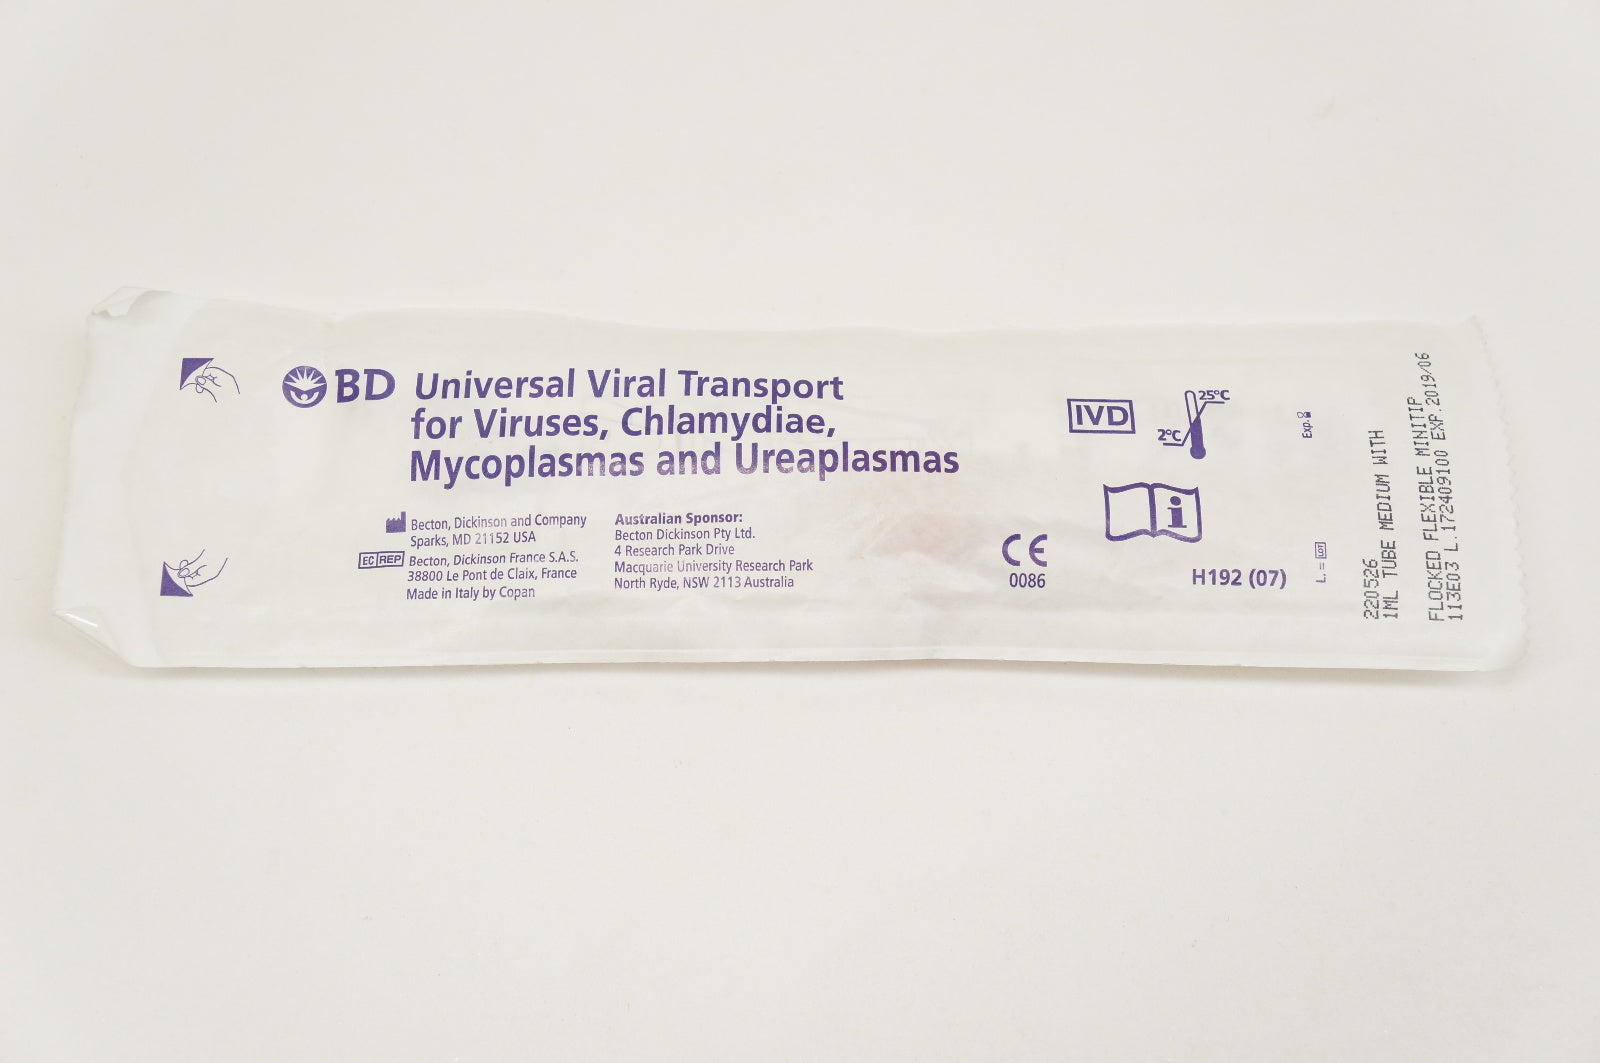 BD Universal Viral Transport
for Viruses, Chlamydiae,
Mycoplasmas and Ureaplasmas
Becton, Dickinson and Company
Sparks, MD 21152 USA
EC REP Becton, Dickinson France S.A.S.
38800 Le Pont de Claix, France
Made in Italy by Copan
Australian Sponsor:
Becton Dickinson Pty Ltd.
4 Research Park Drive
Macquarie University Research Park
North Ryde, NSW 2113 Australia
CE
0086
IVD
25°C
2°C
i
H192 (07)
Exp.
L. =
220526
1ML TUBE MEDIUM WITH
FLOCKED FLEXIBLE MINITIP
113E03 L.172409100 EXP.2019/06